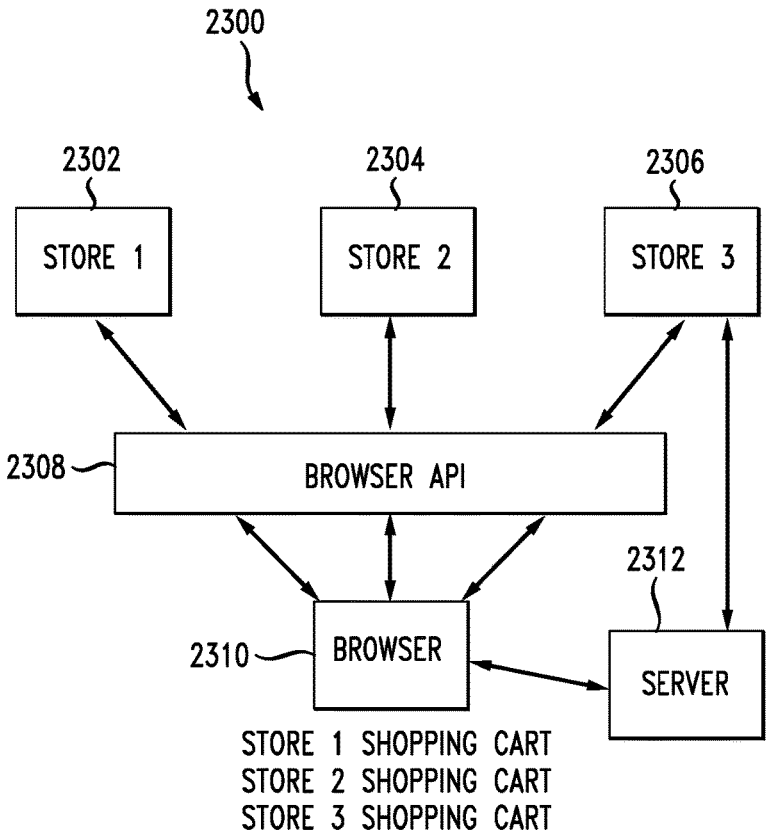 2300
2302
2304
2306
STORE 1
STORE 2
STORE 3
2308
BROWSER API
2312
2310
BROWSER
SERVER
STORE 1 SHOPPING CART
STORE 2 SHOPPING CART
STORE 3 SHOPPING CART